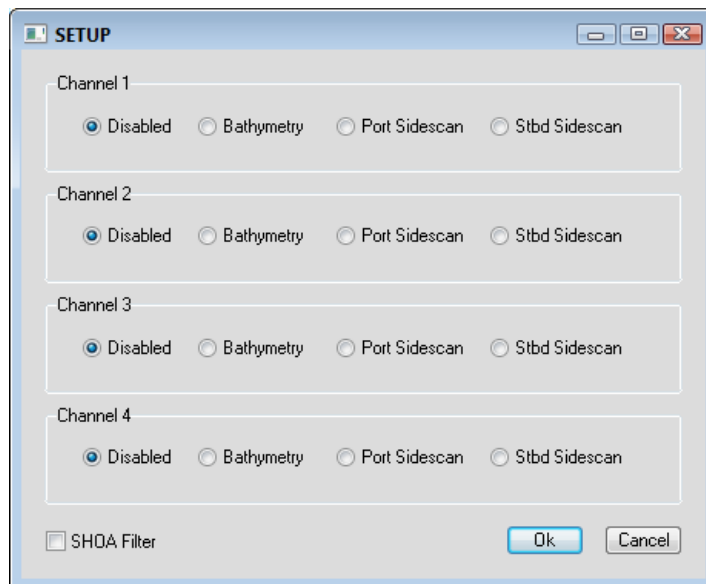 SETUP
Channel 1
Disabled Bathymetry Port Sidescan Stbd Sidescan
Channel 2
Disabled Bathymetry Port Sidescan Stbd Sidescan
Channel 3
Disabled Bathymetry Port Sidescan Stbd Sidescan
Channel 4
Disabled Bathymetry Port Sidescan Stbd Sidescan
SHOA Filter Ok Cancel